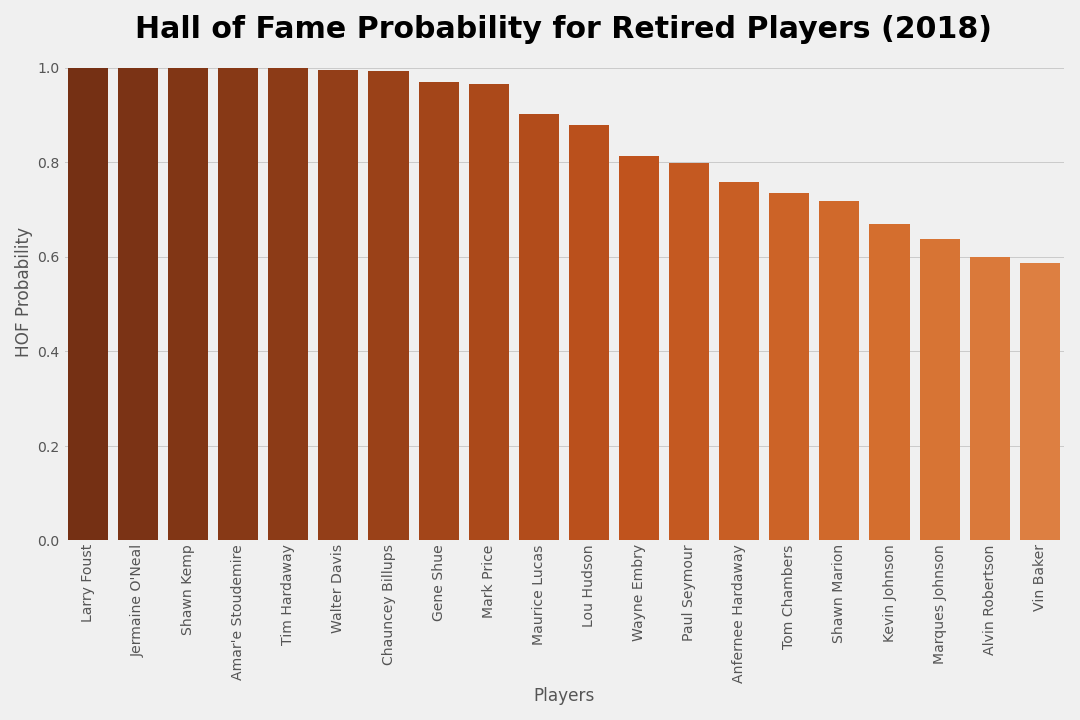 Hall of Fame Probability for Retired Players (2018)
HOF Probability
1.0
0.8
0.6
0.4
0.2
0.0
Larry Foust
Jermaine O'Neal
Shawn Kemp
Amar'e Stoudemire
Tim Hardaway
Walter Davis
Chauncey Billups
Gene Shue
Mark Price
Maurice Lucas
Lou Hudson
Wayne Embry
Paul Seymour
Anfernee Hardaway
Tom Chambers
Shawn Marion
Kevin Johnson
Marques Johnson
Alvin Robertson
Vin Baker
Players